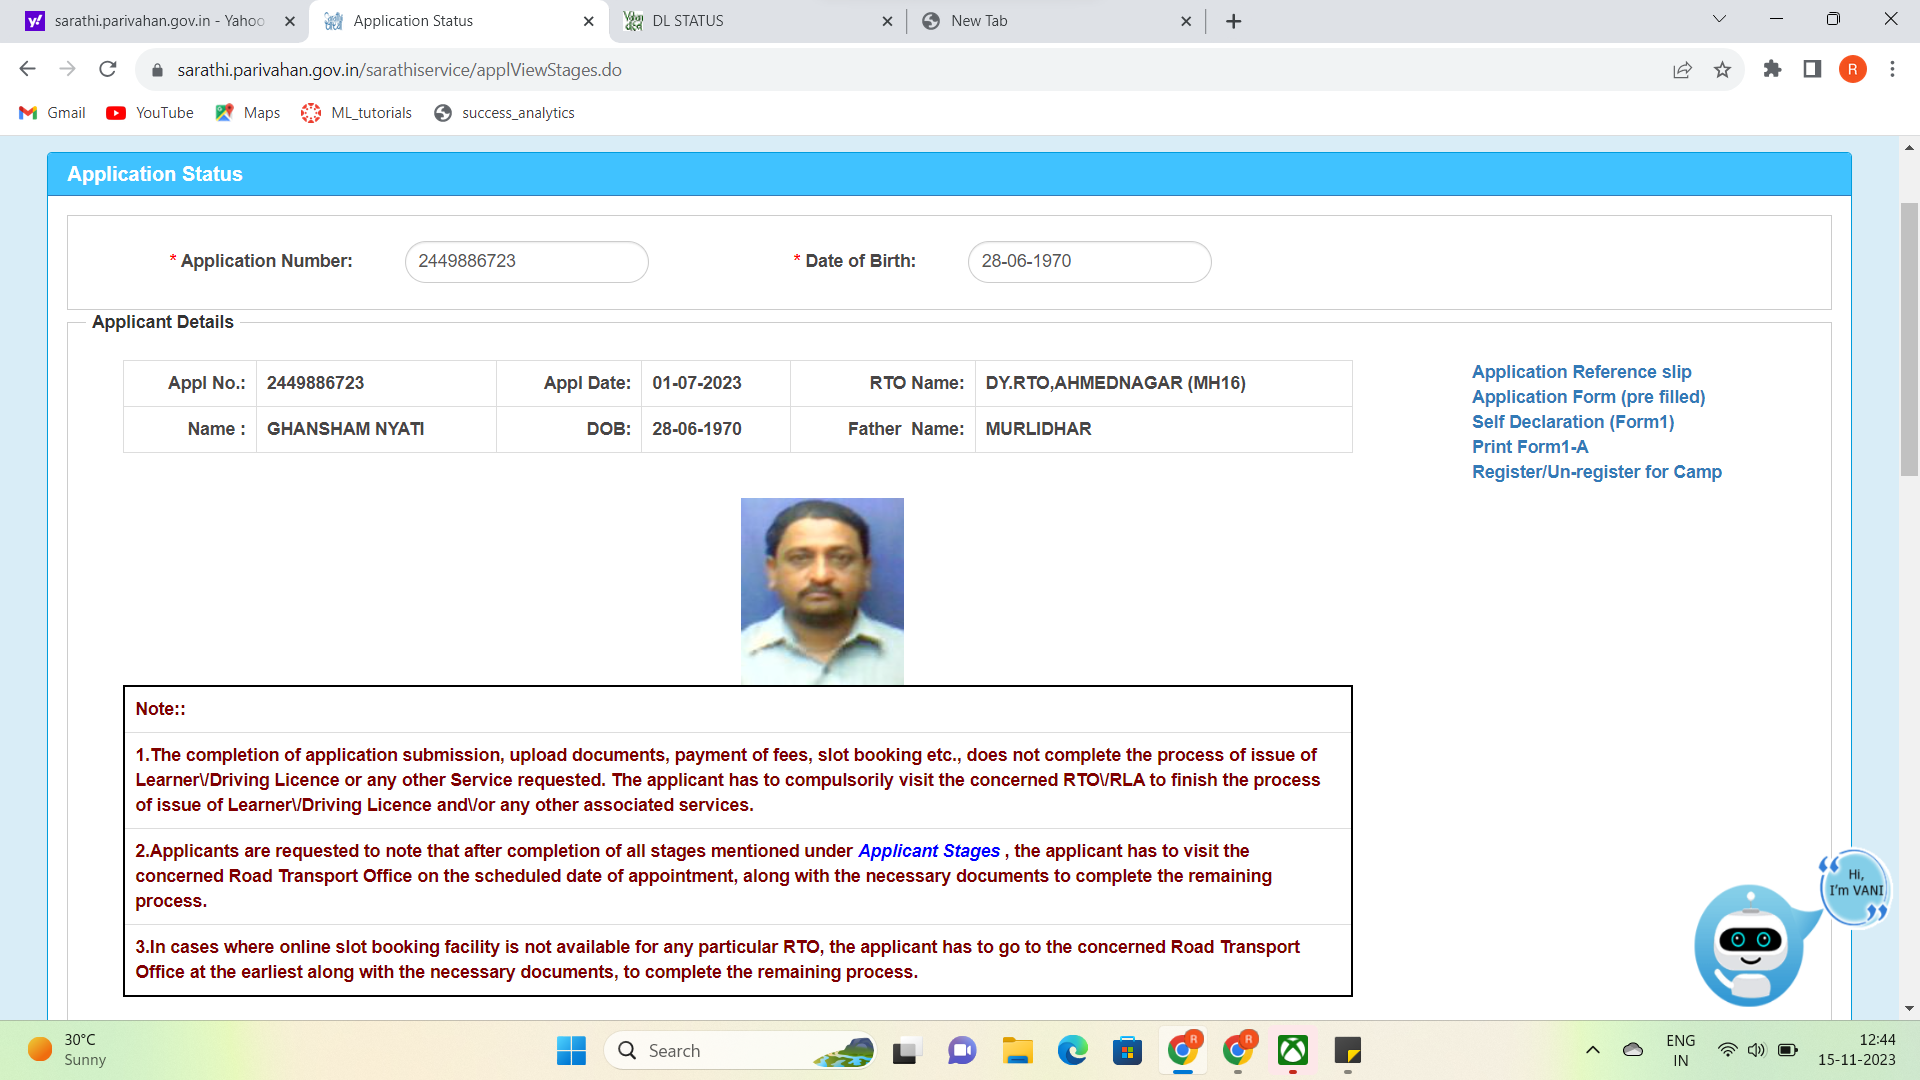 sarathi.parivahan.gov.in - Yahoo
Application Status
DL STATUS
New Tab
sarathi.parivahan.gov.in/sarathiservice/applViewStages.do
R
Gmail
YouTube
Maps
ML_tutorials
success_analytics
Application Status
* Application Number:
2449886723
* Date of Birth:
28-06-1970
Applicant Details
Appl No.: 2449886723 Appl Date: 01-07-2023 RTO Name: DY.RTO,AHMEDNAGAR (MH16)
Name : GHANSHAM NYATI DOB: 28-06-1970 Father Name: MURLIDHAR
Application Reference slip
Application Form (pre filled)
Self Declaration (Form1)
Print Form1-A
Register/Un-register for Camp
Note::
1.The completion of application submission, upload documents, payment of fees, slot booking etc., does not complete the process of issue of
Learner\/Driving Licence or any other Service requested. The applicant has to compulsorily visit the concerned RTO\/RLA to finish the process
of issue of Learner\/Driving Licence and\/or any other associated services.
2.Applicants are requested to note that after completion of all stages mentioned under Applicant Stages , the applicant has to visit the
concerned Road Transport Office on the scheduled date of appointment, along with the necessary documents to complete the remaining
process.
3.In cases where online slot booking facility is not available for any particular RTO, the applicant has to go to the concerned Road Transport
Office at the earliest along with the necessary documents, to complete the remaining process.
Hi,
I'm VANI
30°C
Sunny
Search
R
R
ENG
IN
12:44
15-11-2023